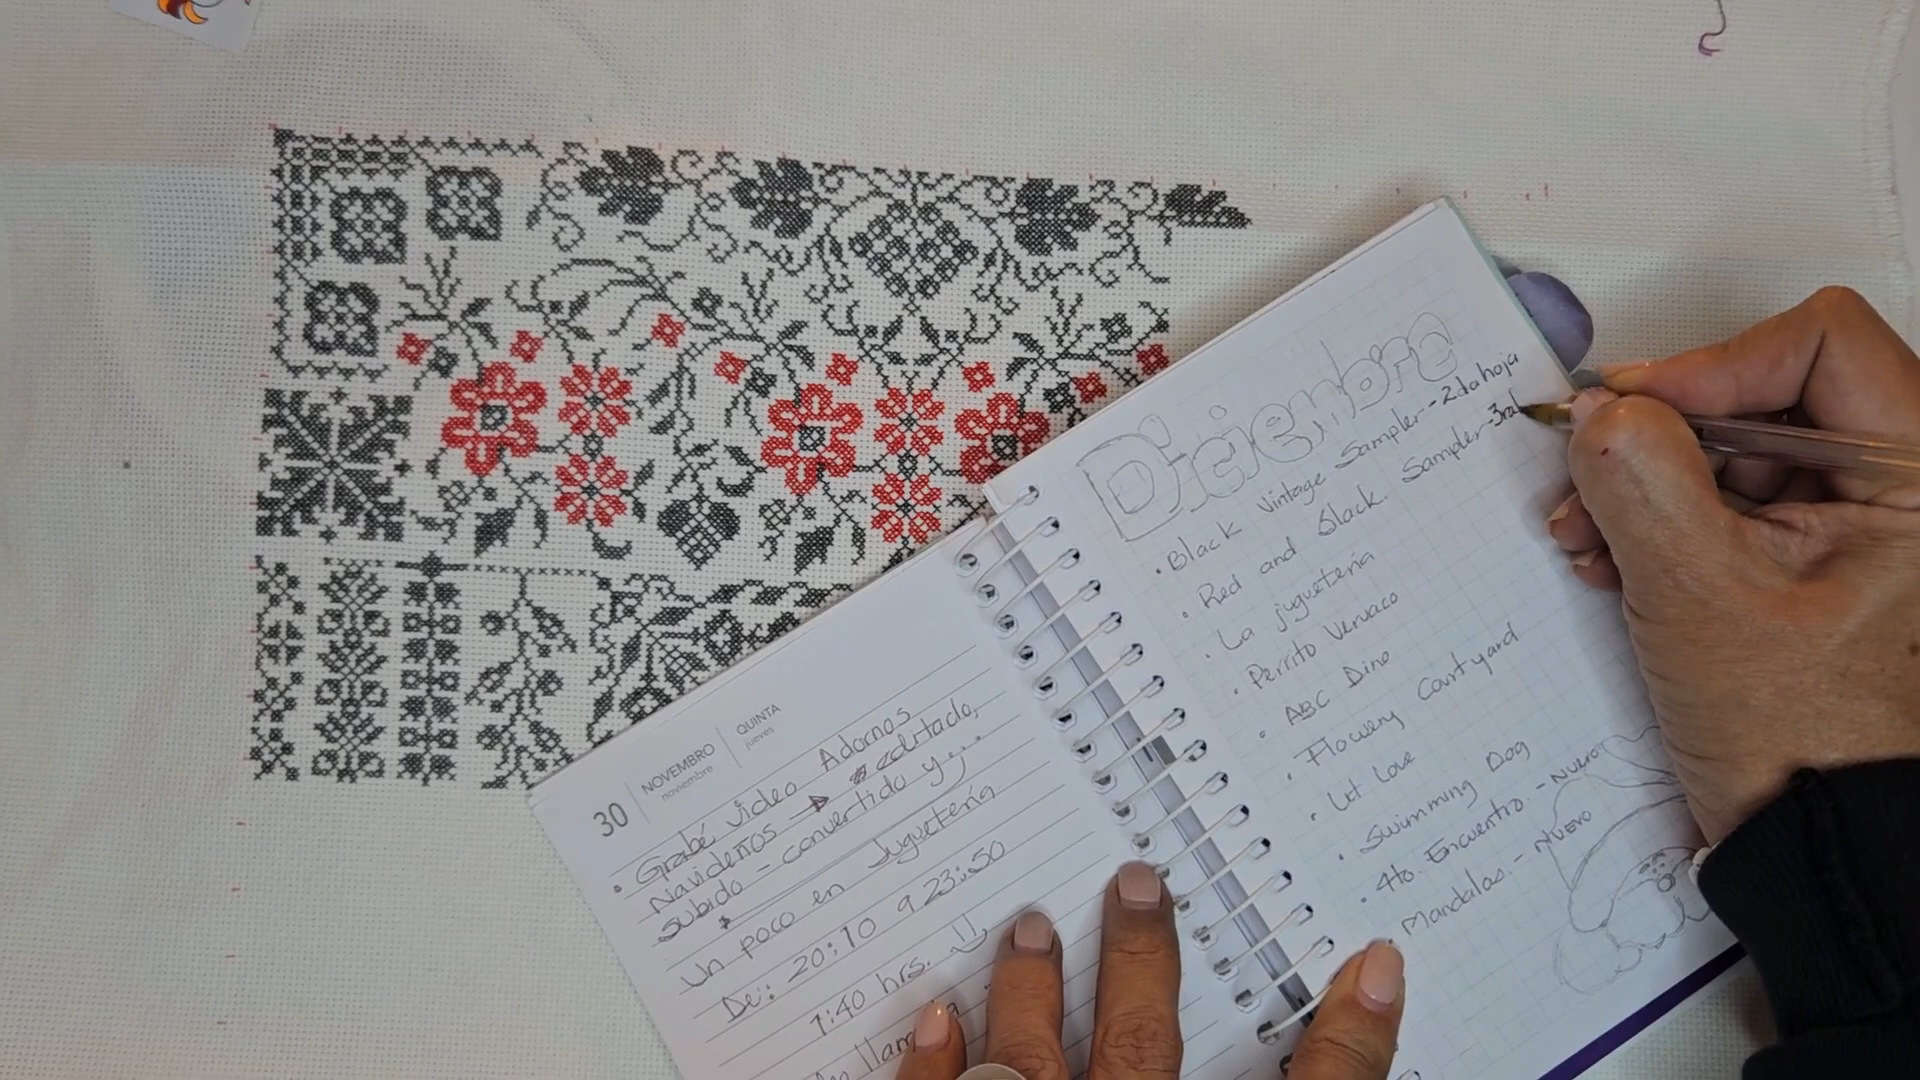 30 NOVEMBRO QUINTA
noviembre jueves
• Grabé video Adornos
Navideños → editado,
subido - convertido y...
Un poco en Juguetería
De: 20:10 a 23:50
1:40 hrs.
Diciembre
• Black Vintage Sampler - 2da hoja
• Red and Black Sampler - 3ra
• La juguetería
• Perrito Verraco
• ABC Dino
• Flowery Courtyard
• Let Love
• Swimming Dog
• 4to. Encuentro. - NUEVO
• Mandalas. - NUEVO